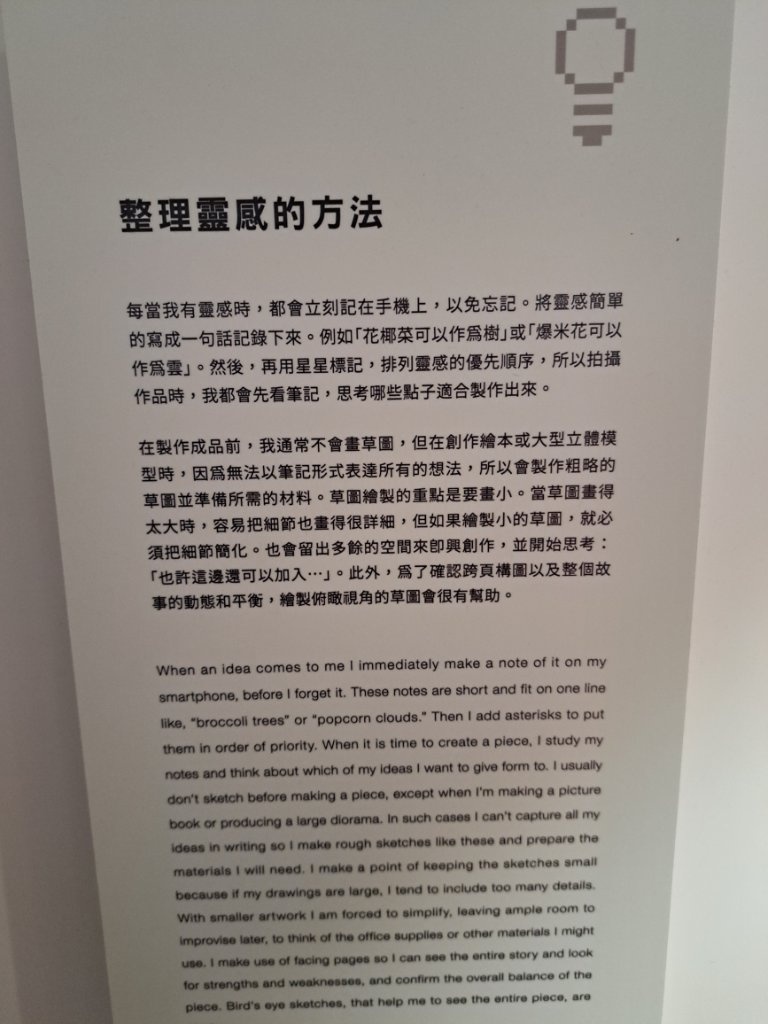 整理靈感的方法
每當我有靈感時，都會立刻記在手機上，以免忘記。將靈感簡單
的寫成一句話記錄下來。例如「花椰菜可以作爲樹」或「爆米花可以
作爲雲」。然後，再用星星標記，排列靈感的優先順序，所以拍攝
作品時，我都會先看筆記，思考哪些點子適合製作出來。
在製作成品前，我通常不會畫草圖，但在創作繪本或大型立體模
型時，因爲無法以筆記形式表達所有的想法，所以會製作粗略的
草圖並準備所需的材料。草圖繪製的重點是要畫小。當草圖畫得
太大時，容易把細節也畫得很詳細，但如果繪製小的草圖，就必
須把細節簡化。也會留出多餘的空間來卽興創作，並開始思考：
「也許這邊還可以加入⋯」。此外，爲了確認跨頁構圖以及整個故
事的動態和平衡，繪製俯瞰視角的草圖會很有幫助。
When an idea comes to me I immediately make a note of it on my
smartphone, before I forget it. These notes are short and fit on one line
like, “broccoli trees” or “popcorn clouds.” Then I add asterisks to put
them in order of priority. When it is time to create a piece, I study my
notes and think about which of my ideas I want to give form to. I usually
don’t sketch before making a piece, except when I’m making a picture
book or producing a large diorama. In such cases I can’t capture all my
ideas in writing so I make rough sketches like these and prepare the
materials I will need. I make a point of keeping the sketches small
because if my drawings are large, I tend to include too many details.
With smaller artwork I am forced to simplify, leaving ample room to
improvise later, to think of the office supplies or other materials I might
use. I make use of facing pages so I can see the entire story and look
for strengths and weaknesses, and confirm the overall balance of the
piece. Bird’s eye sketches, that help me to see the entire piece, are